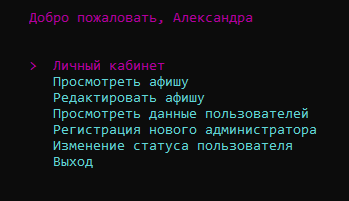 Добро пожаловать, Александра
> Личный кабинет
Просмотреть афишу
Редактировать афишу
Просмотреть данные пользователей
Регистрация нового администратора
Изменение статуса пользователя
Выход